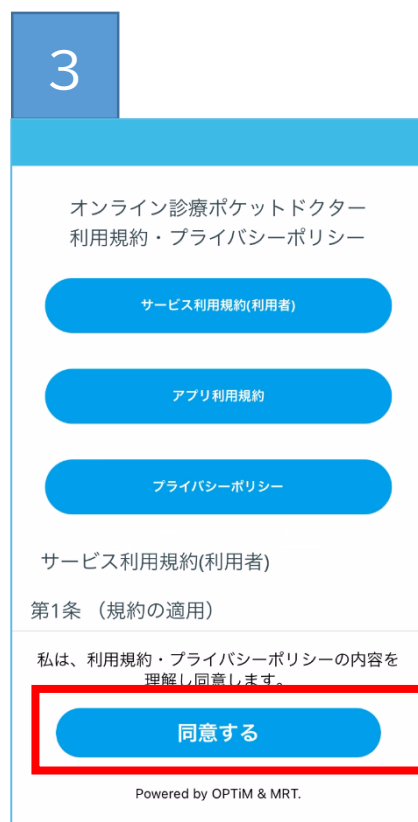 3
オンライン診療ポケットドクター
利用規約・プライバシーポリシー
サービス利用規約(利用者)
アプリ利用規約
プライバシーポリシー
サービス利用規約(利用者)
第1条 （規約の適用）
私は、利用規約・プライバシーポリシーの内容を
理解し同意します。
同意する
Powered by OPTiM & MRT.